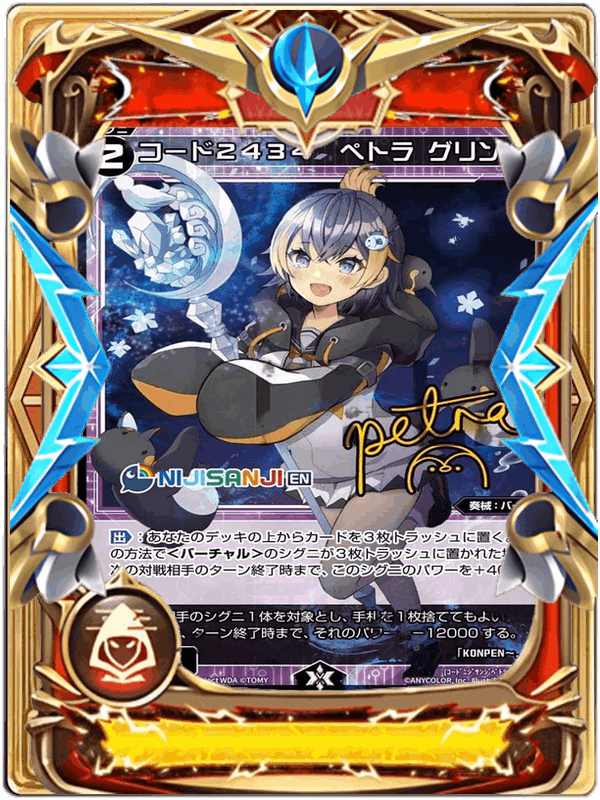 2
コード2434 ペトラ グリン
petra
NIJISANJI EN
奏械:バ
出:あなたのデッキの上からカードを3枚トラッシュに置く。
の方法で<バーチャル>のシグニが3枚トラッシュに置かれた
次の対戦相手のターン終了時まで、このシグニのパワーを+40
手のシグニ1体を対象とし、手札を1枚捨ててもよい
、ターン終了時まで、それのパワー ー12000する。
「KONPEN~
lect WDA ©TOMY
©ANYCOLOR, Inc.